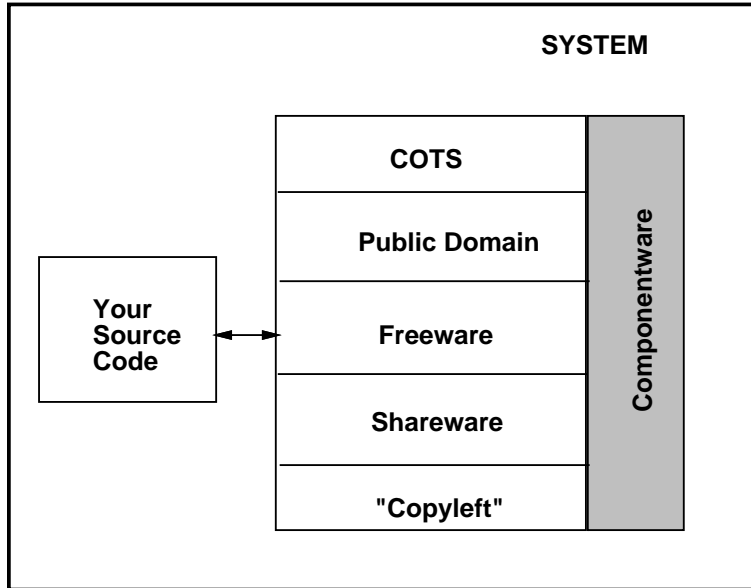 SYSTEM
COTS
Public Domain
Your
Source
Code
Freeware
Shareware
"Copyleft"
Componentware